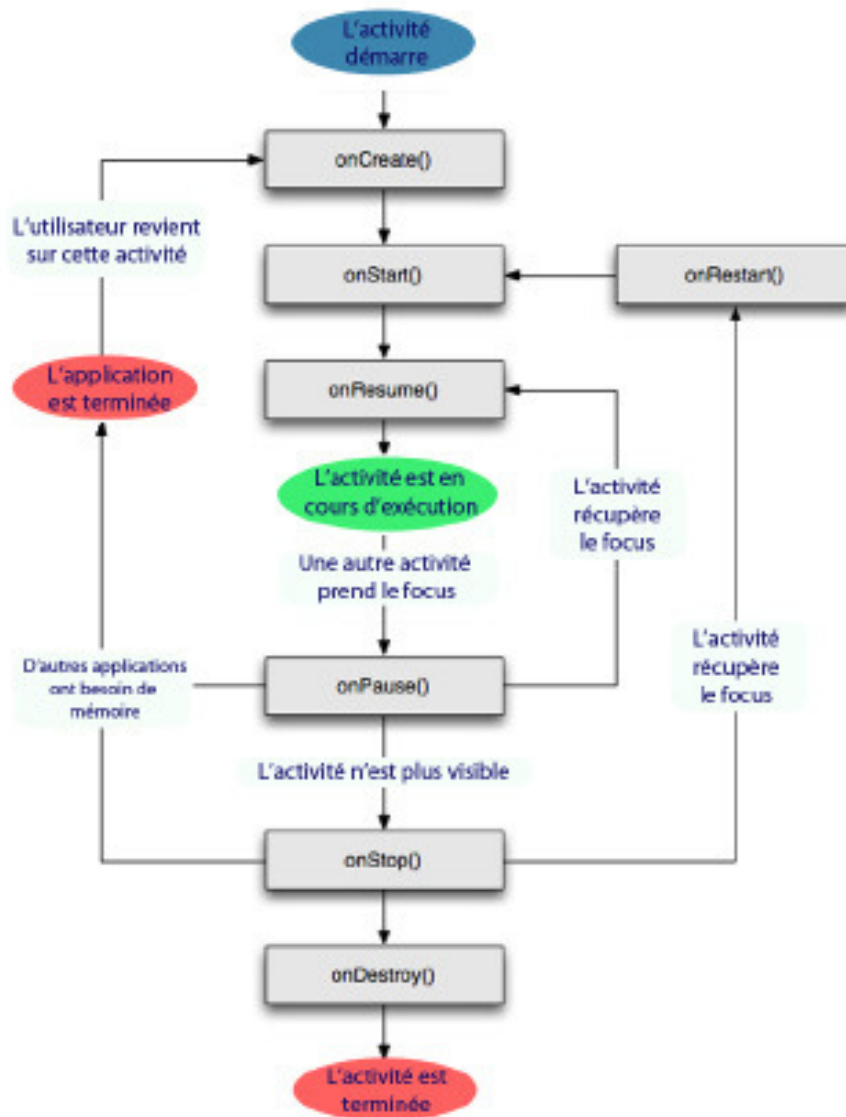 L'activité
démarre
onCreate()
L'utilisateur revient
sur cette activité
onStart()
onRestart()
L'application
est terminée
onResume()
L'activité est en
cours d'exécution
L'activité
récupère
le focus
Une autre activité
prend le focus
D'autres applications
ont besoin de
mémoire
onPause()
L'activité
récupère
le focus
L'activité n'est plus visible
onStop()
onDestroy()
L'activité est
terminée